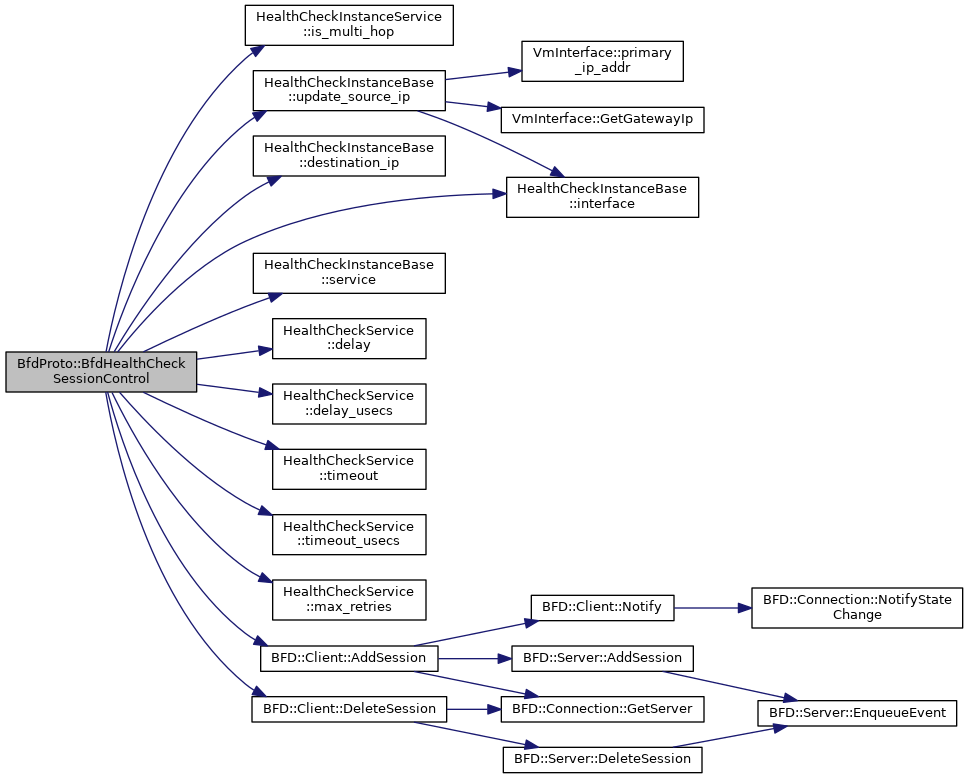 HealthCheckInstanceService
::is_multi_hop
VmInterface::primary
_ip_addr
HealthCheckInstanceBase
::update_source_ip
VmInterface::GetGatewayIp
HealthCheckInstanceBase
::destination_ip
HealthCheckInstanceBase
::interface
HealthCheckInstanceBase
::service
HealthCheckService
::delay
BfdProto::BfdHealthCheck
SessionControl
HealthCheckService
::delay_usecs
HealthCheckService
::timeout
HealthCheckService
::timeout_usecs
HealthCheckService
::max_retries
BFD::Client::Notify
BFD::Connection::NotifyState
Change
BFD::Client::AddSession
BFD::Server::AddSession
BFD::Client::DeleteSession
BFD::Connection::GetServer
BFD::Server::EnqueueEvent
BFD::Server::DeleteSession